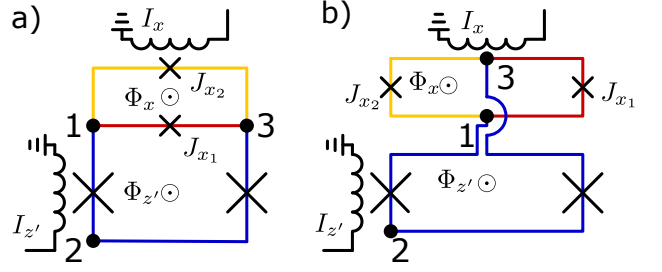 a)
I_x
Φ_x ⊙
J_{x_2}
1
3
J_{x_1}
Φ_{z'} ⊙
I_{z'}
2
b)
I_x
3
J_{x_2}
Φ_x ⊙
J_{x_1}
1
Φ_{z'} ⊙
I_{z'}
2